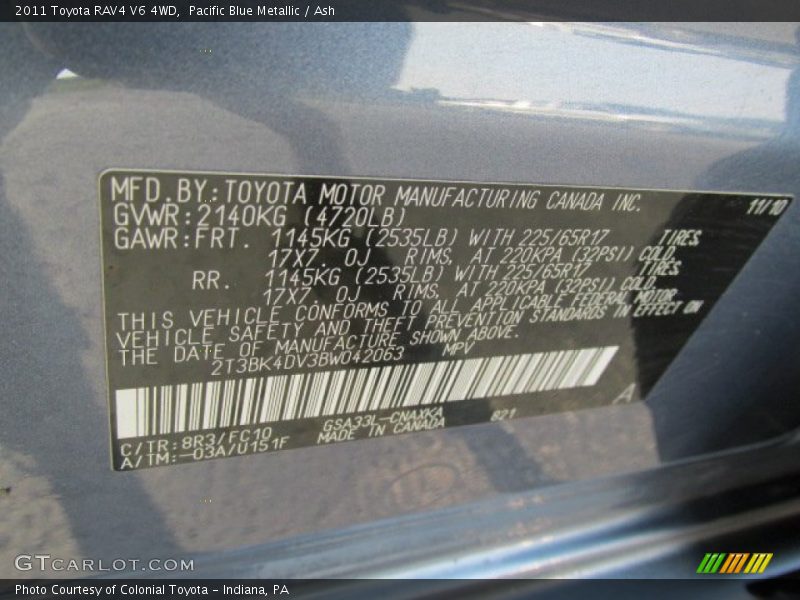 2011 Toyota RAV4 V6 4WD, Pacific Blue Metallic / Ash
MFD.BY:TOYOTA MOTOR MANUFACTURING CANADA INC. 11/10
GVWR:2140KG (4720LB)
GAWR:FRT. 1145KG (2535LB) WITH 225/65R17 TIRES
17X7 0J RIMS, AT 220KPA (32PSI) COLD.
RR. 1145KG (2535LB) WITH 225/65R17 TIRES
17X7 0J RIMS, AT 220KPA (32PSI) COLD.
THIS VEHICLE CONFORMS TO ALL APPLICABLE FEDERAL MOTOR
VEHICLE SAFETY AND THEFT PREVENTION STANDARDS IN EFFECT ON
THE DATE OF MANUFACTURE SHOWN ABOVE.
2T3BK4DV3BW042063 MPV
A
C/TR:8R3/FC10 GSA33L-CNAXKA 821
A/TM:-03A/U151F MADE IN CANADA
GTCARLOT.COM
Photo Courtesy of Colonial Toyota - Indiana, PA